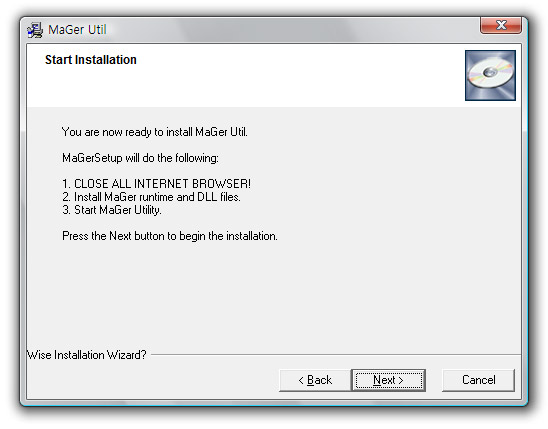 MaGer Util
Start Installation
You are now ready to install MaGer Util.
MaGerSetup will do the following:
1. CLOSE ALL INTERNET BROWSER!
2. Install MaGer runtime and DLL files.
3. Start MaGer Utility.
Press the Next button to begin the installation.
Wise Installation Wizard?
< Back
Next >
Cancel